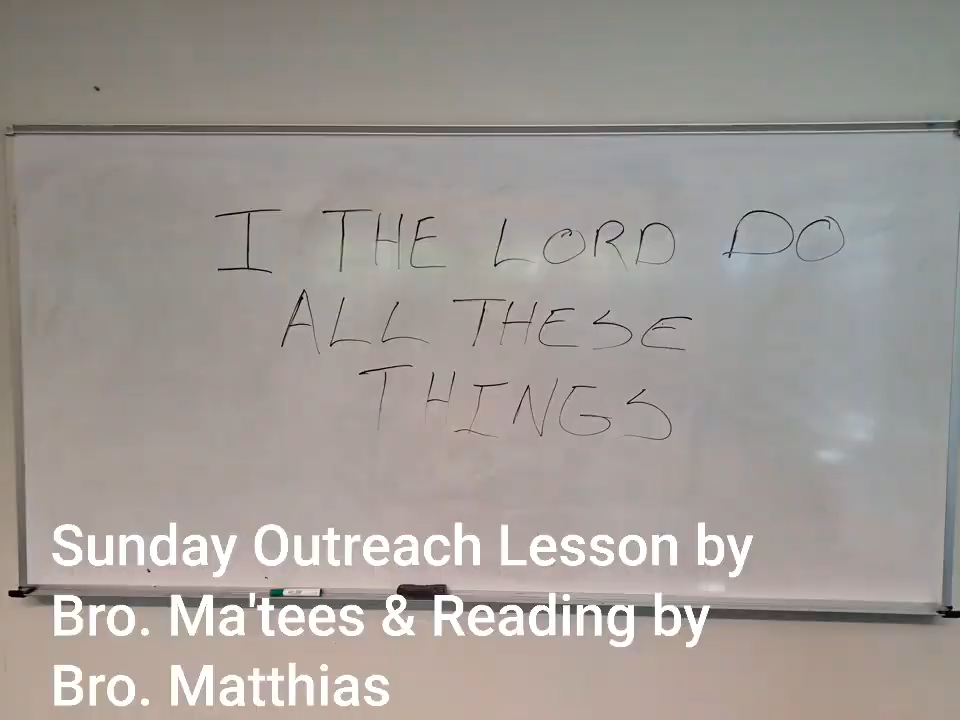 I THE LORD DO
ALL THESE
THINGS
Sunday Outreach Lesson by
Bro. Ma'tees & Reading by
Bro. Matthias